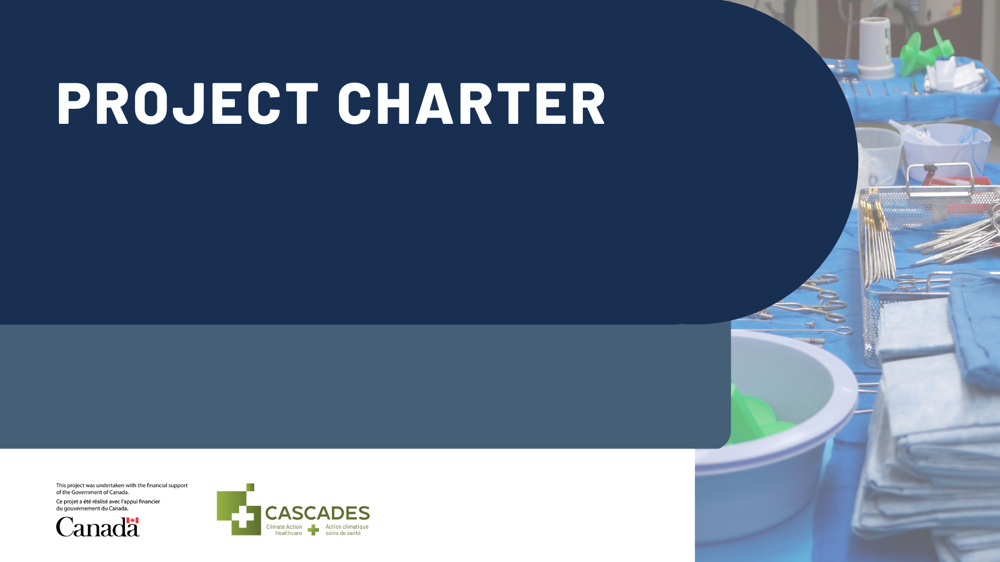 PROJECT CHARTER
This project was undertaken with the financial support
of the Government of Canada.
Ce projet a été réalisé avec l'appui financier
du gouvernement du Canada.
Canada
CASCADES
Climate Action
Healthcare
Action climatique
soins de santé